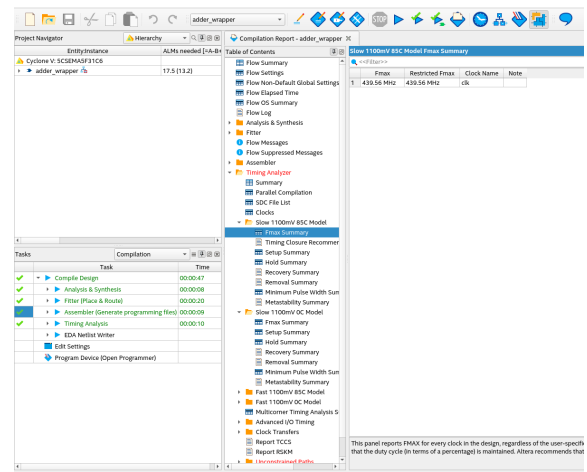 adder_wrapper
STOP
Project Navigator
Hierarchy
Entity:Instance
ALMs needed [=A-B+
Cyclone V: 5CSEMA5F31C6
adder_wrapper
17.5 (13.2)
Tasks
Compilation
Task
Time
Compile Design
00:00:47
Analysis & Synthesis
00:00:08
Fitter (Place & Route)
00:00:20
Assembler (Generate programming files)
00:00:09
Timing Analysis
00:00:10
EDA Netlist Writer
Edit Settings
Program Device (Open Programmer)
Compilation Report - adder_wrapper
Table of Contents
Flow Summary
Flow Settings
Flow Non-Default Global Settings
Flow Elapsed Time
Flow OS Summary
Flow Log
Analysis & Synthesis
Fitter
Flow Messages
Flow Suppressed Messages
Assembler
Timing Analyzer
Summary
Parallel Compilation
SDC File List
Clocks
Slow 1100mV 85C Model
Fmax Summary
Timing Closure Recommer
Setup Summary
Hold Summary
Recovery Summary
Removal Summary
Minimum Pulse Width Sum
Metastability Summary
Slow 1100mV 0C Model
Fmax Summary
Setup Summary
Hold Summary
Recovery Summary
Removal Summary
Minimum Pulse Width Sum
Metastability Summary
Fast 1100mV 85C Model
Fast 1100mV 0C Model
Multicorner Timing Analysis S
Advanced I/O Timing
Clock Transfers
Report TCCS
Report RSKM
Unconstrained Paths
Slow 1100mV 85C Model Fmax Summary
<<Filter>>
Fmax
Restricted Fmax
Clock Name
Note
1
439.56 MHz
439.56 MHz
clk
This panel reports FMAX for every clock in the design, regardless of the user-specifie
that the duty cycle (in terms of a percentage) is maintained. Altera recommends that